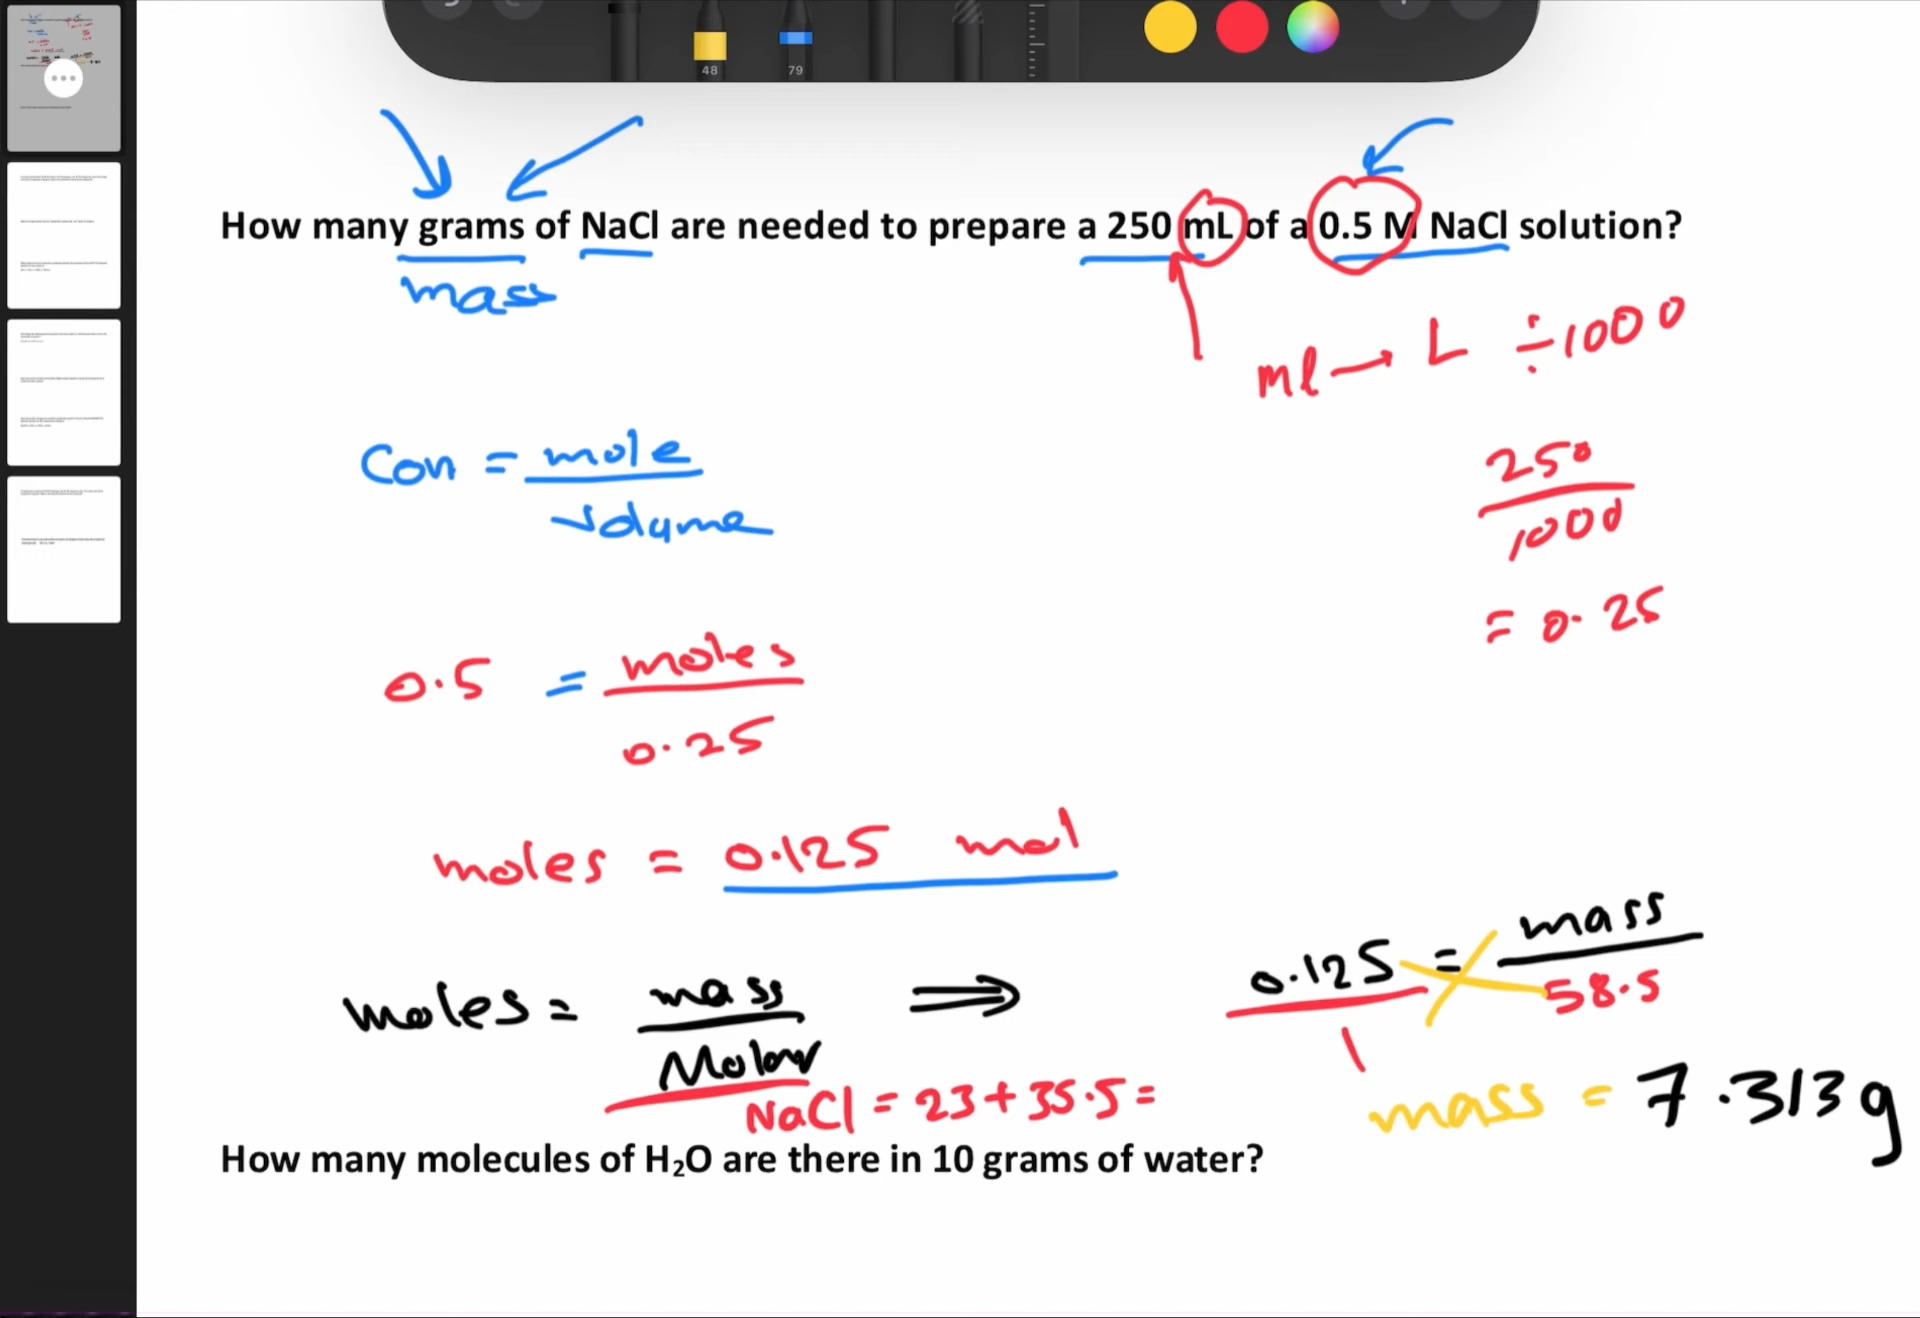 48 79
How many grams of NaCl are needed to prepare a 250 mL of a 0.5 M NaCl solution?
mass
ml → L ÷1000
Con = mole
volume
250
1000
= 0.25
0.5 = moles
0.25
moles = 0.125 mol
moles = mass ⇒
Molar
0.125 = mass
1 58.5
NaCl = 23+35.5 =
mass = 7.313g
How many molecules of H₂O are there in 10 grams of water?